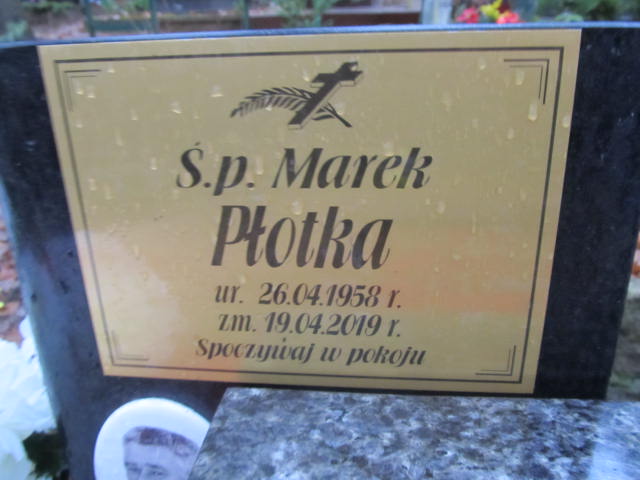 Ś.p. Marek
Płotka
ur. 26.04.1958 r.
zm. 19.04.2019 r.
Spoczywaj w pokoju